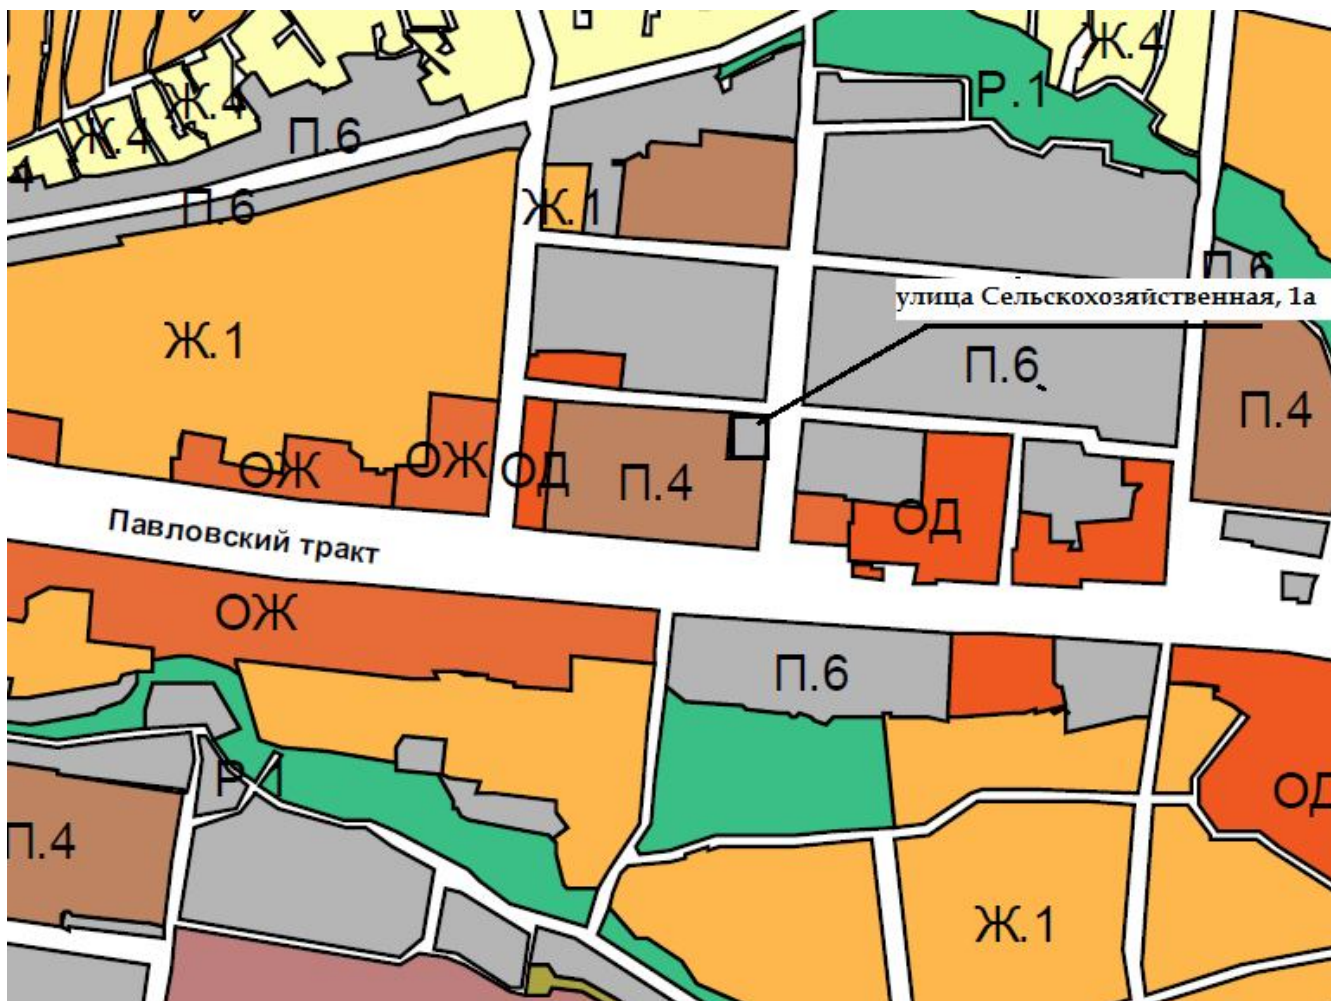 Ж.4
Р.1
Ж.4
П.6
Ж.4
4
П.6
Ж.1
П.6
улица Сельскохозяйственная, 1а
Ж.1
П.6
П.4
ОЖ
ОЖ
ОД
П.4
ОД
Павловский тракт
ОЖ
П.6
Р.1
ОД
П.4
Ж.1